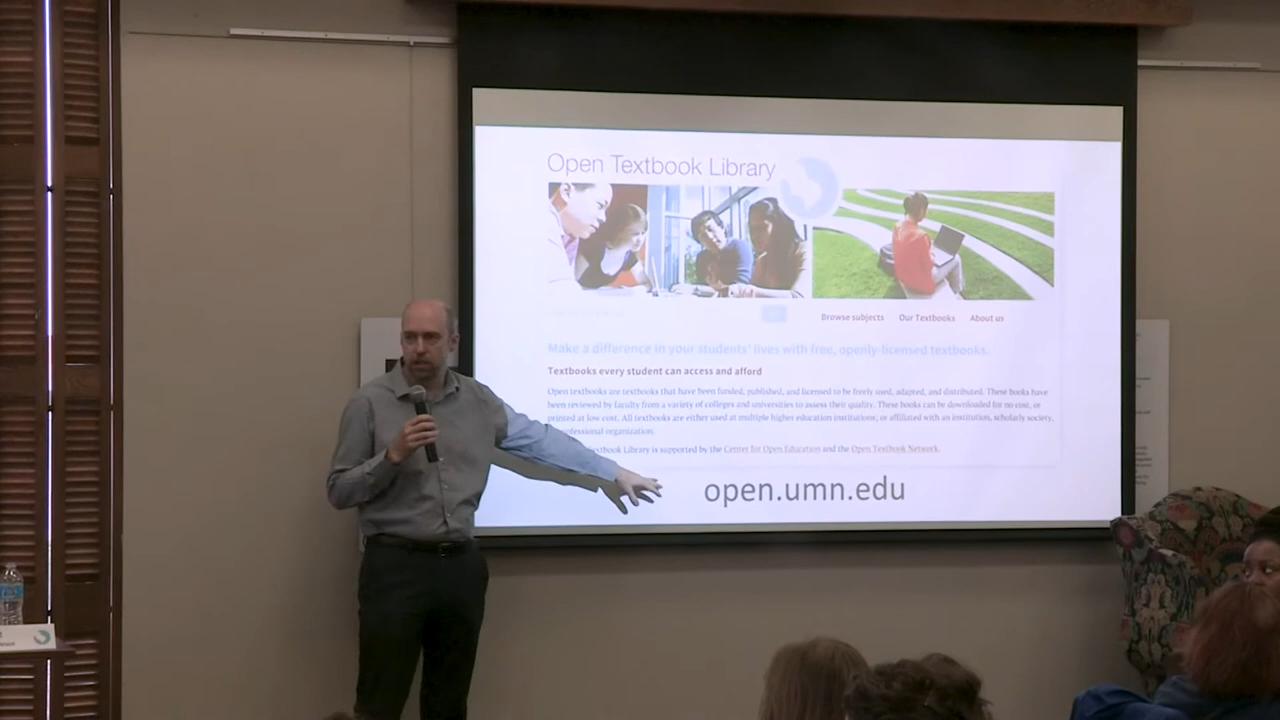 Open Textbook Library
Browse subjects Our Textbooks About us
Make a difference in your students' lives with free, openly-licensed textbooks.
Textbooks every student can access and afford
Open textbooks are textbooks that have been funded, published, and licensed to be freely used, adapted, and distributed. These books have
been reviewed by faculty from a variety of colleges and universities to assess their quality. These books can be downloaded for no cost, or
printed at low cost. All textbooks are either used at multiple higher education institutions; or affiliated with an institution, scholarly society,
professional organization.
Library is supported by the Center for Open Education and the Open Textbook Network.
open.umn.edu